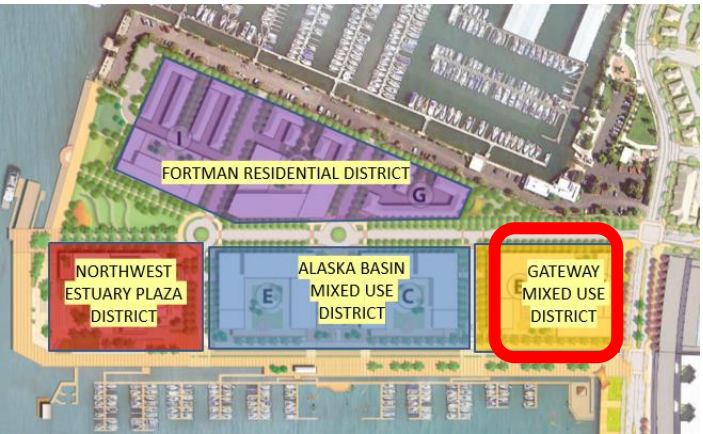 FORTMAN RESIDENTIAL DISTRICT
I
G
NORTHWEST
ESTUARY PLAZA
DISTRICT
ALASKA BASIN
MIXED USE
DISTRICT
E
C
GATEWAY
MIXED USE
DISTRICT